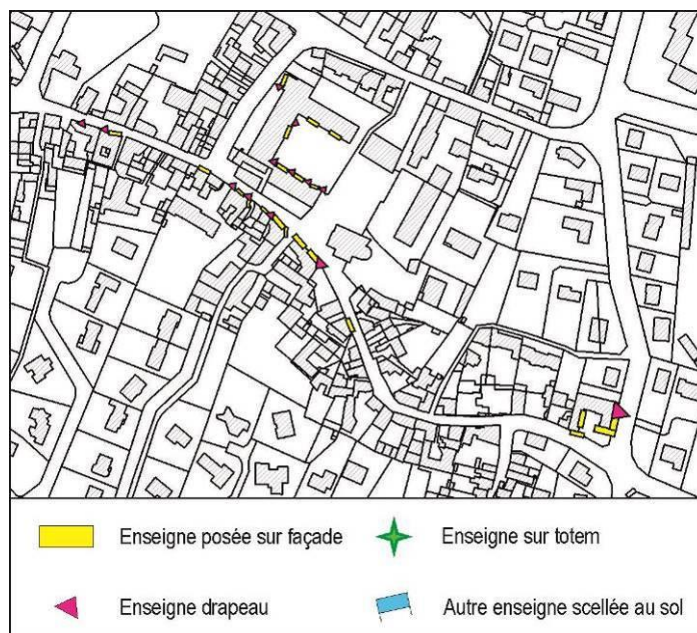 Enseigne posée sur façade
Enseigne sur totem
Enseigne drapeau
Autre enseigne scellée au sol